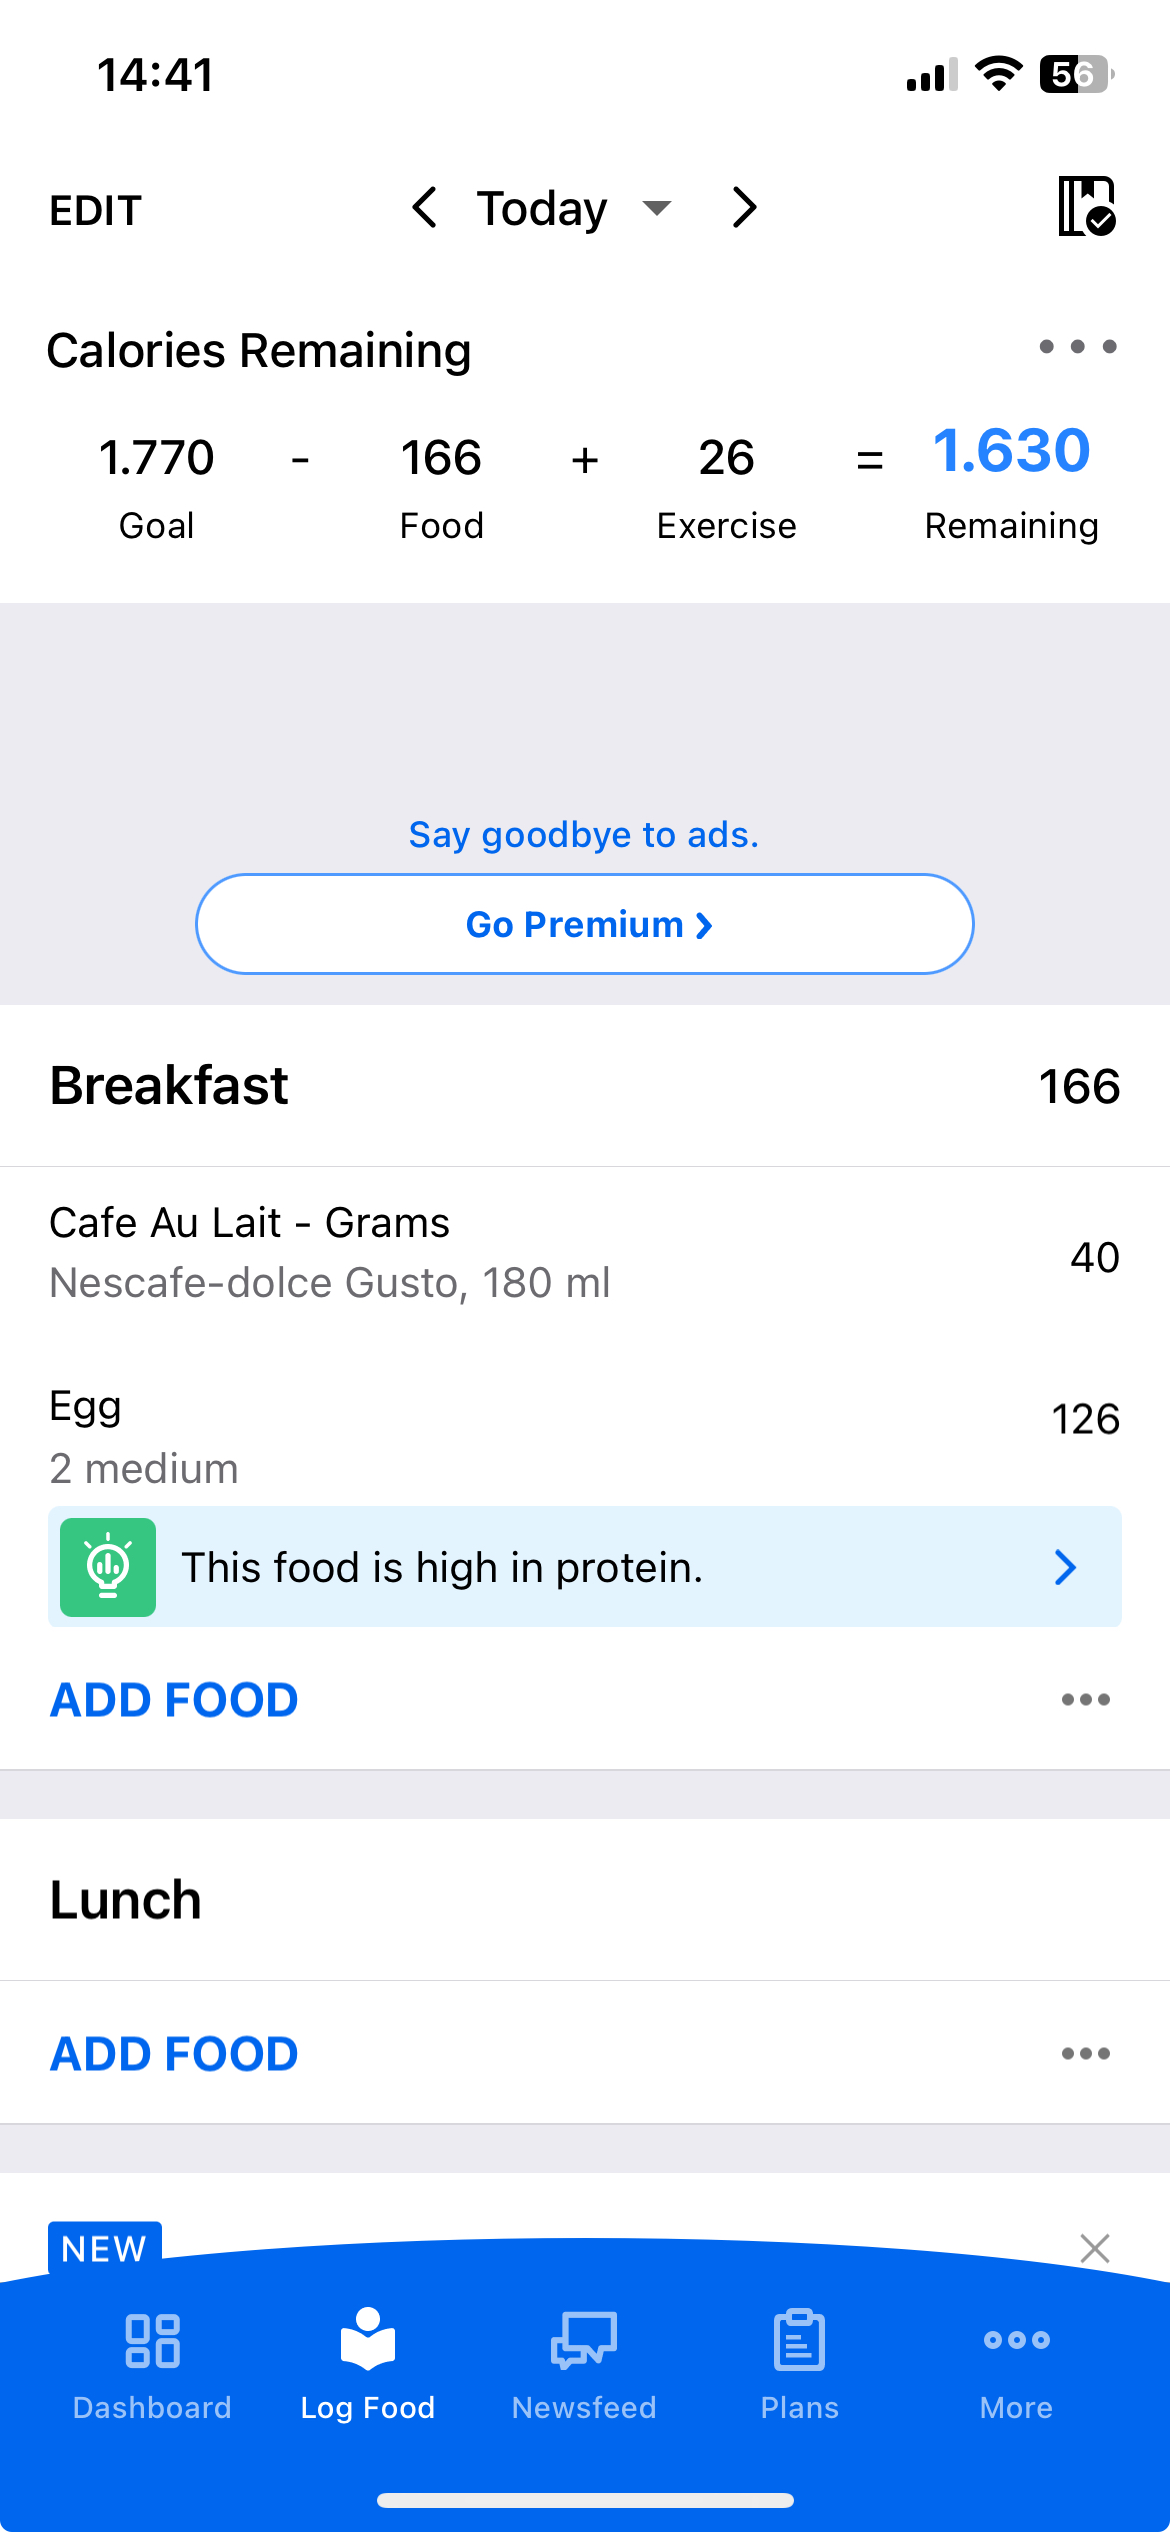 14:41
56
EDIT
Today
Calories Remaining
1.770 - 166 + 26 = 1.630
Goal Food Exercise Remaining
Say goodbye to ads.
Go Premium
Breakfast 166
Cafe Au Lait - Grams
Nescafe-dolce Gusto, 180 ml
40
Egg
2 medium
126
This food is high in protein.
ADD FOOD
Lunch
ADD FOOD
NEW
Dashboard Log Food Newsfeed Plans More